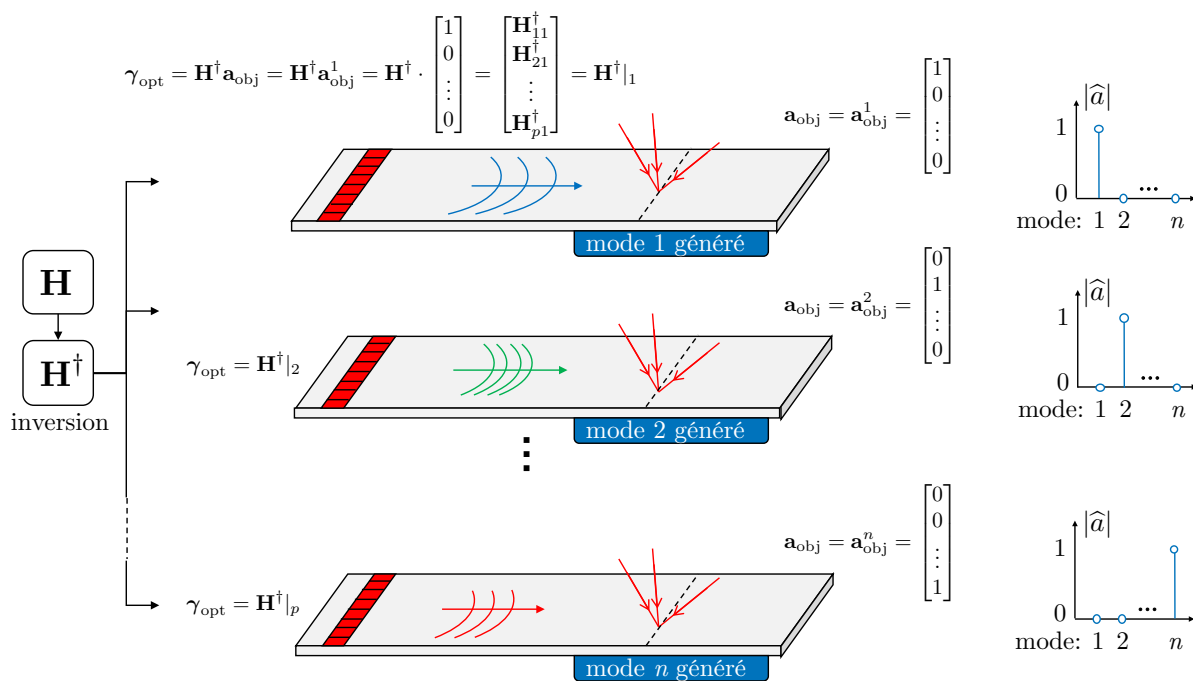 γ_opt = H† a_obj = H† a¹_obj = H† · [1 0 ⋮ 0] = [H†₁₁ H†₂₁ ⋮ H†_p1] = H†|₁
a_obj = a¹_obj = [1 0 ⋮ 0]
|â|
1
0
mode: 1 2 ... n
mode 1 généré
H
H†
inversion
γ_opt = H†|₂
a_obj = a²_obj = [0 1 ⋮ 0]
|â|
1
0
mode: 1 2 ... n
mode 2 généré
⋮
γ_opt = H†|_p
a_obj = aⁿ_obj = [0 0 ⋮ 1]
|â|
1
0
mode: 1 2 ... n
mode n généré